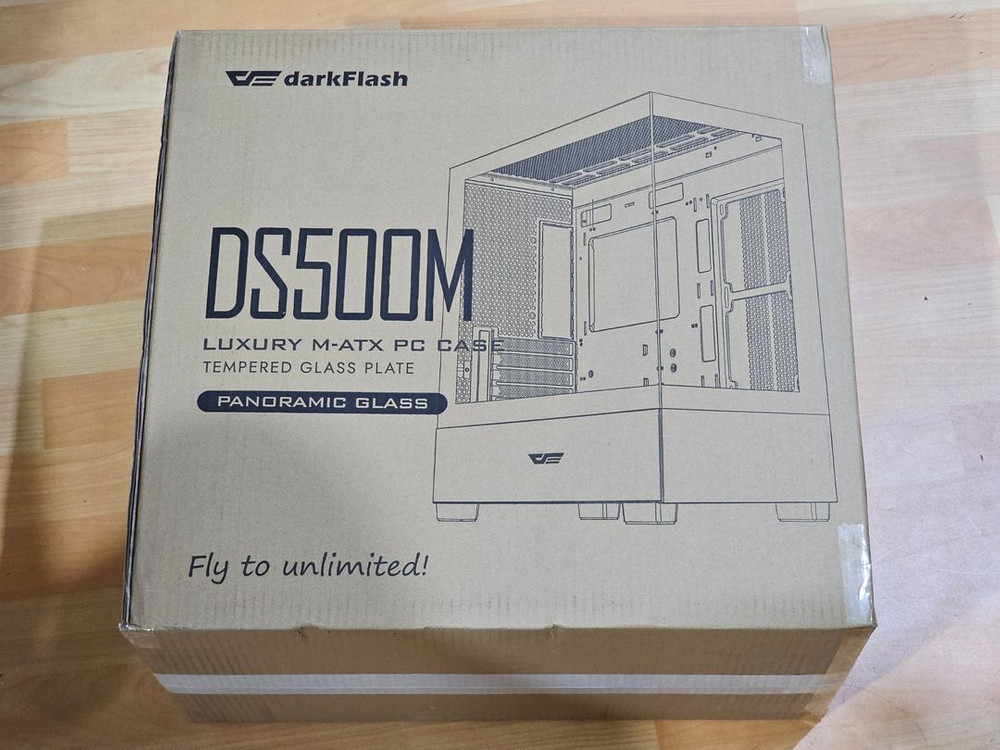 darkFlash
DS500M
LUXURY M-ATX PC CASE
TEMPERED GLASS PLATE
PANORAMIC GLASS
Fly to unlimited!